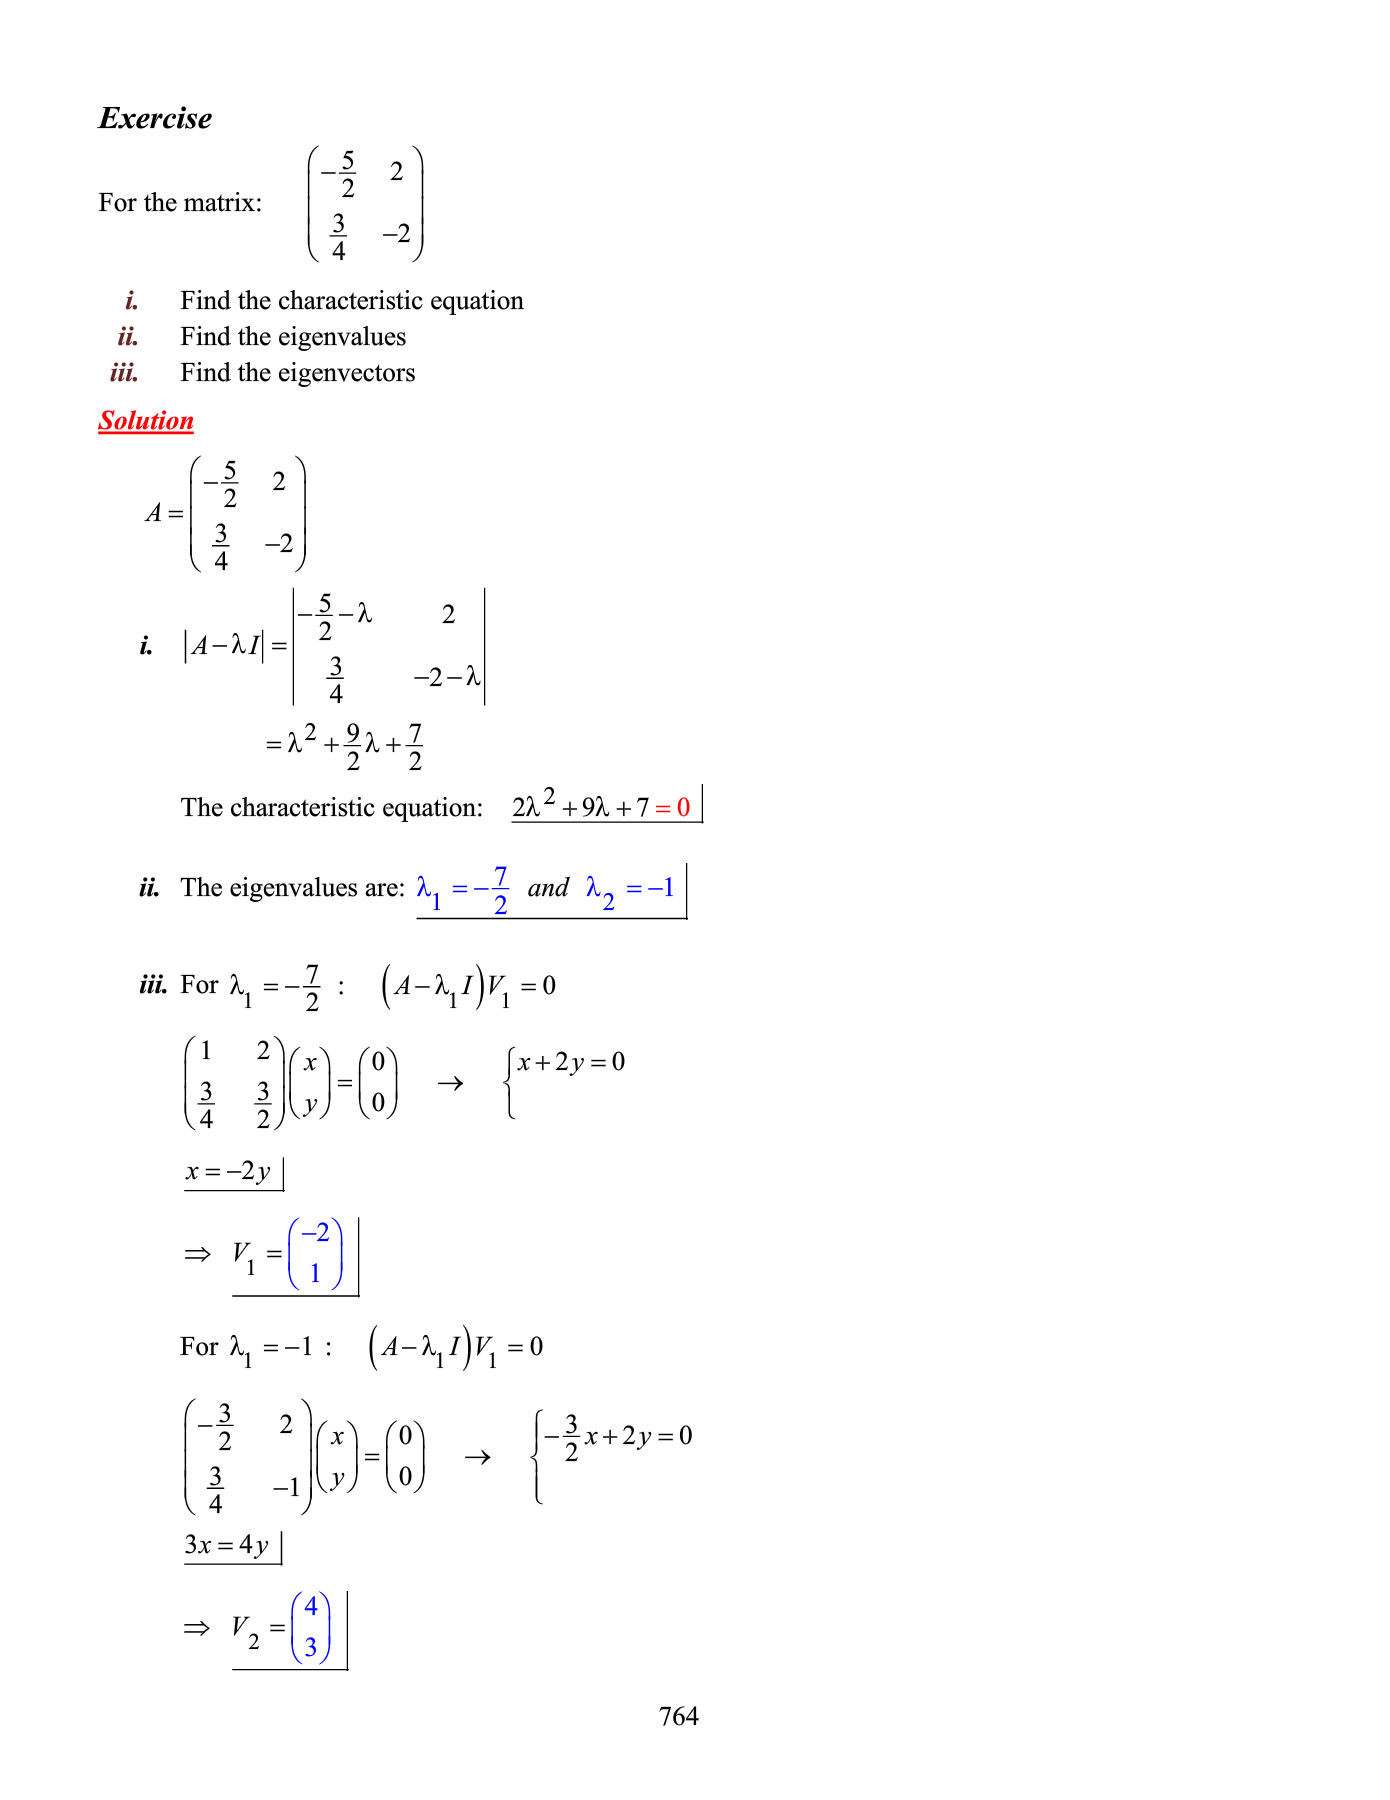 Exercise
For the matrix: $\begin{pmatrix} -\frac{5}{2} & 2 \\ \frac{3}{4} & -2 \end{pmatrix}$
i. Find the characteristic equation
ii. Find the eigenvalues
iii. Find the eigenvectors
Solution
$A = \begin{pmatrix} -\frac{5}{2} & 2 \\ \frac{3}{4} & -2 \end{pmatrix}$
i. $|A - \lambda I| = \begin{vmatrix} -\frac{5}{2} - \lambda & 2 \\ \frac{3}{4} & -2 - \lambda \end{vmatrix}$
$= \lambda^2 + \frac{9}{2}\lambda + \frac{7}{2}$
The characteristic equation: $2\lambda^2 + 9\lambda + 7 = 0$
ii. The eigenvalues are: $\lambda_1 = -\frac{7}{2}$ and $\lambda_2 = -1$
iii. For $\lambda_1 = -\frac{7}{2}$ : $(A - \lambda_1 I)V_1 = 0$
$\begin{pmatrix} 1 & 2 \\ \frac{3}{4} & \frac{3}{2} \end{pmatrix} \begin{pmatrix} x \\ y \end{pmatrix} = \begin{pmatrix} 0 \\ 0 \end{pmatrix} \rightarrow \begin{cases} x + 2y = 0 \\ \ \end{cases}$
$x = -2y$
$\Rightarrow V_1 = \begin{pmatrix} -2 \\ 1 \end{pmatrix}$
For $\lambda_1 = -1$ : $(A - \lambda_1 I)V_1 = 0$
$\begin{pmatrix} -\frac{3}{2} & 2 \\ \frac{3}{4} & -1 \end{pmatrix} \begin{pmatrix} x \\ y \end{pmatrix} = \begin{pmatrix} 0 \\ 0 \end{pmatrix} \rightarrow \begin{cases} -\frac{3}{2}x + 2y = 0 \\ \ \end{cases}$
$3x = 4y$
$\Rightarrow V_2 = \begin{pmatrix} 4 \\ 3 \end{pmatrix}$
764